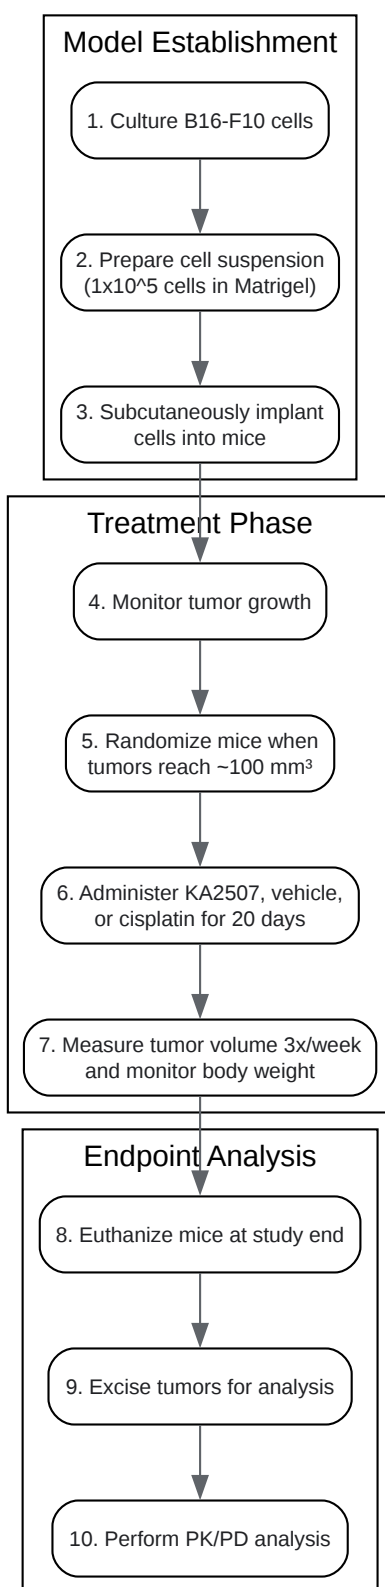 Model Establishment
1. Culture B16-F10 cells
2. Prepare cell suspension
(1x10^5 cells in Matrigel)
3. Subcutaneously implant
cells into mice
Treatment Phase
4. Monitor tumor growth
5. Randomize mice when
tumors reach ~100 mm³
6. Administer KA2507, vehicle,
or cisplatin for 20 days
7. Measure tumor volume 3x/week
and monitor body weight
Endpoint Analysis
8. Euthanize mice at study end
9. Excise tumors for analysis
10. Perform PK/PD analysis